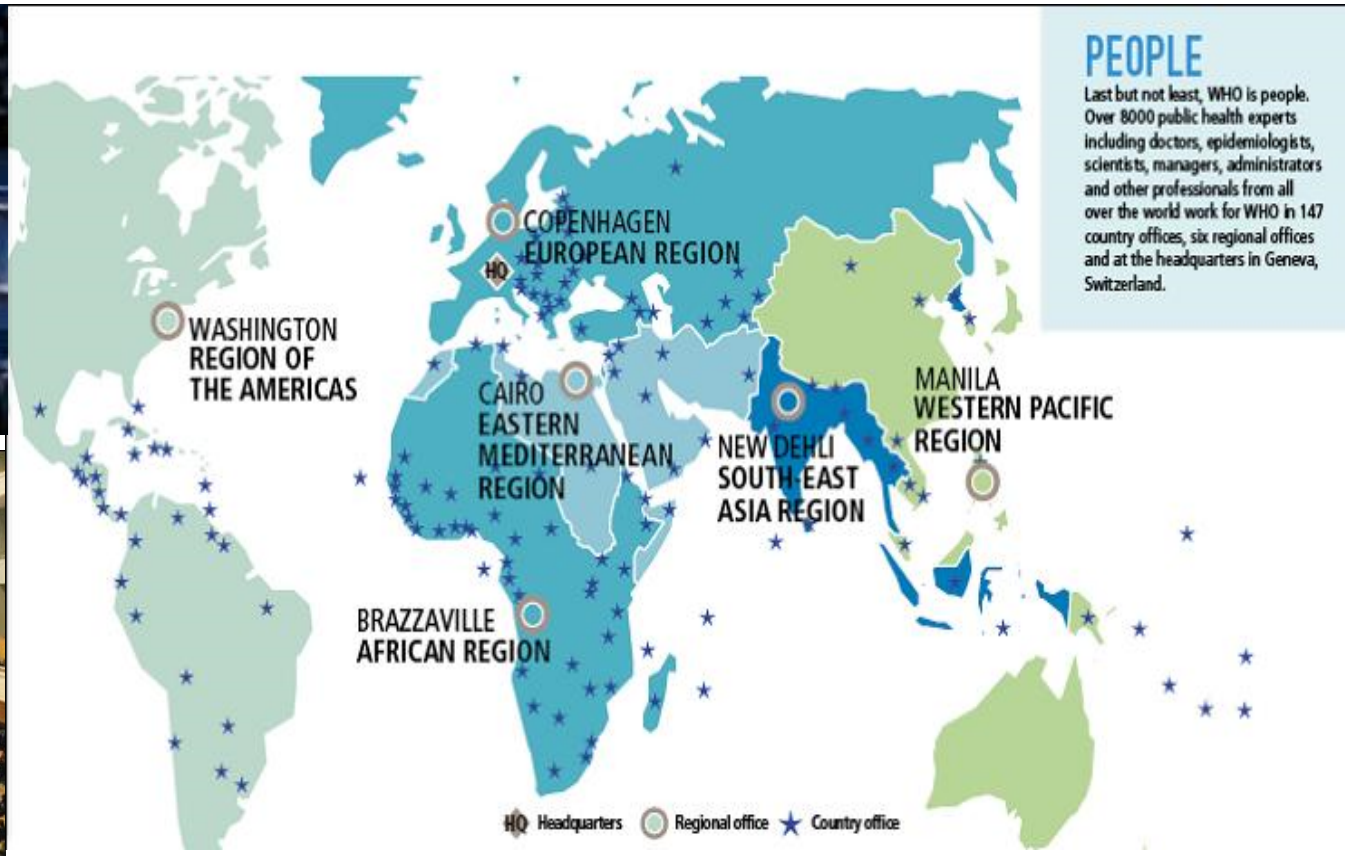 PEOPLE
Last but not least, WHO is people.
Over 8000 public health experts
including doctors, epidemiologists,
scientists, managers, administrators
and other professionals from all
over the world work for WHO in 147
country offices, six regional offices
and at the headquarters in Geneva,
Switzerland.
COPENHAGEN
EUROPEAN REGION
HQ
WASHINGTON
REGION OF
THE AMERICAS
CAIRO
EASTERN
MEDITERRANEAN
REGION
NEW DEHLI
SOUTH-EAST
ASIA REGION
MANILA
WESTERN PACIFIC
REGION
BRAZZAVILLE
AFRICAN REGION
HQ Headquarters Regional office Country office